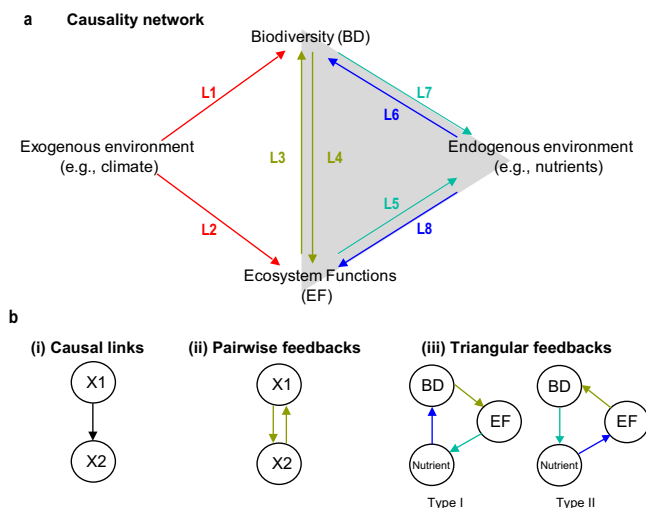 a Causality network
Biodiversity (BD)
L1
L7
L6
Exogenous environment
(e.g., climate)
L3
L4
Endogenous environment
(e.g., nutrients)
L2
L5
L8
Ecosystem Functions
(EF)
b
(i) Causal links
(ii) Pairwise feedbacks
(iii) Triangular feedbacks
X1
X2
X1
X2
BD
EF
Nutrient
Type I
BD
EF
Nutrient
Type II